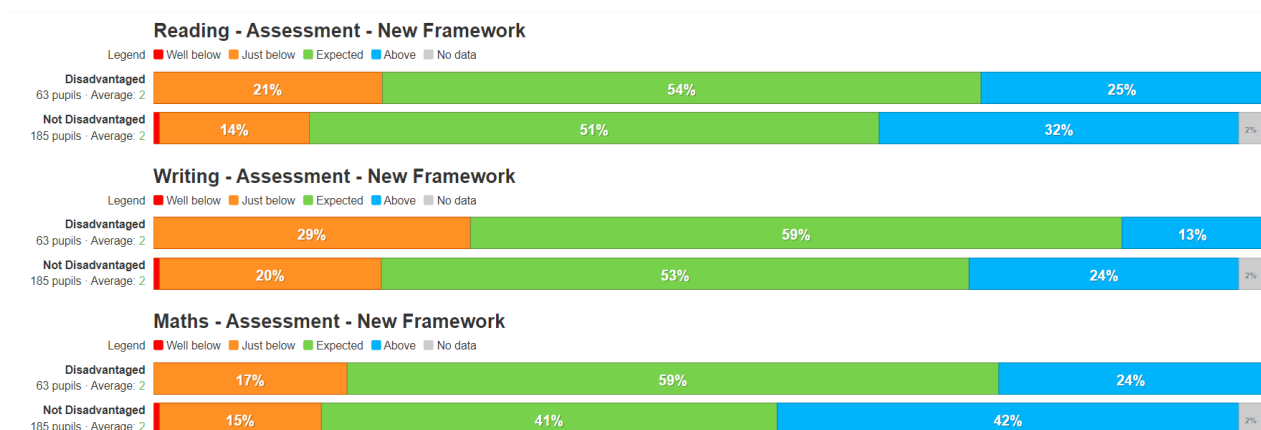 Reading - Assessment - New Framework
Legend Well below Just below Expected Above No data
Disadvantaged
63 pupils · Average: 2
21% 54% 25%
Not Disadvantaged
185 pupils · Average: 2
14% 51% 32% 2%
Writing - Assessment - New Framework
Legend Well below Just below Expected Above No data
Disadvantaged
63 pupils · Average: 2
29% 59% 13%
Not Disadvantaged
185 pupils · Average: 2
20% 53% 24% 2%
Maths - Assessment - New Framework
Legend Well below Just below Expected Above No data
Disadvantaged
63 pupils · Average: 2
17% 59% 24%
Not Disadvantaged
185 pupils · Average: 2
15% 41% 42% 2%